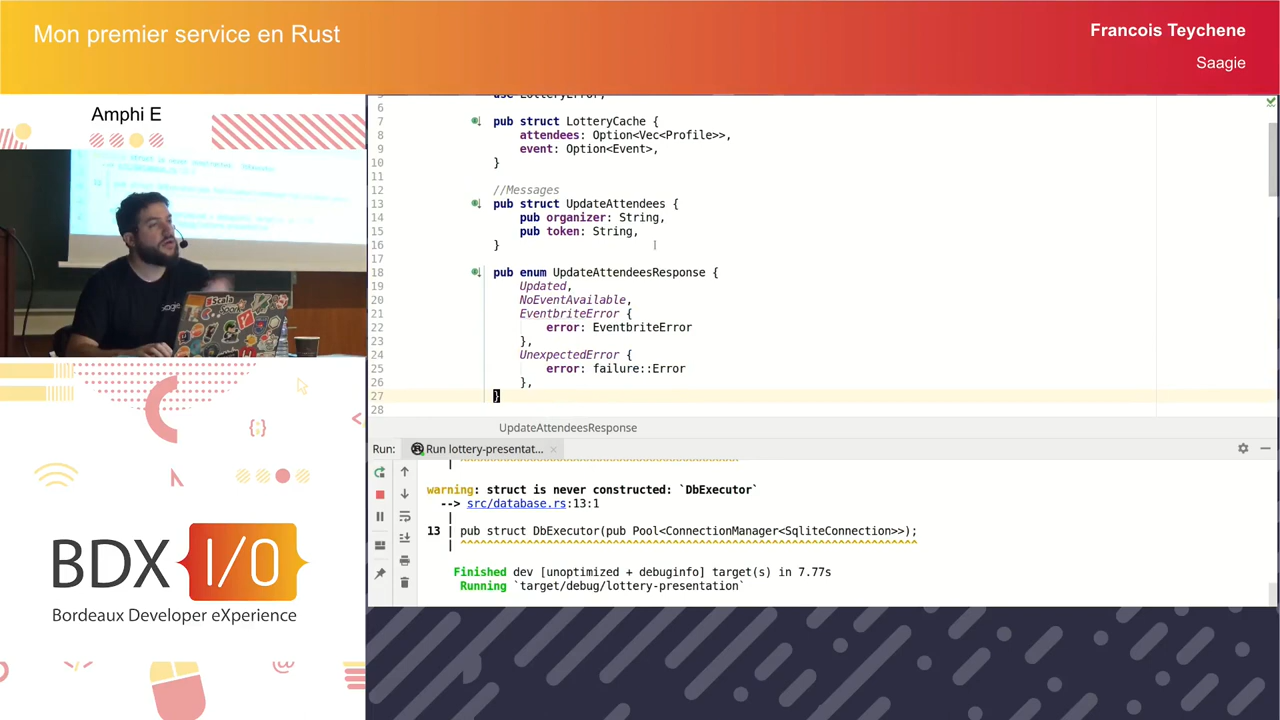 Mon premier service en Rust
Francois Teychene
Saagie
Amphi E
5 use LotteryError;
6
7 pub struct LotteryCache {
8 attendees: Option<Vec<Profile>>,
9 event: Option<Event>,
10 }
11
12 //Messages
13 pub struct UpdateAttendees {
14 pub organizer: String,
15 pub token: String,
16 }
17
18 pub enum UpdateAttendeesResponse {
19 Updated,
20 NoEventAvailable,
21 EventbriteError {
22 error: EventbriteError
23 },
24 UnexpectedError {
25 error: failure::Error
26 },
27 }
28
UpdateAttendeesResponse
Run: Run lottery-presentat...
warning: struct is never constructed: `DbExecutor`
--> src/database.rs:13:1
|
13 | pub struct DbExecutor(pub Pool<ConnectionManager<SqliteConnection>>);
| ^^^^^^^^^^^^^^^^^^^^^^^^^^^^^^^^^^^^^^^^^^^^^^^^^^^^^^^^^^^^^^^^^^^^^
Finished dev [unoptimized + debuginfo] target(s) in 7.77s
Running `target/debug/lottery-presentation`
BDX I/O
Bordeaux Developer eXperience